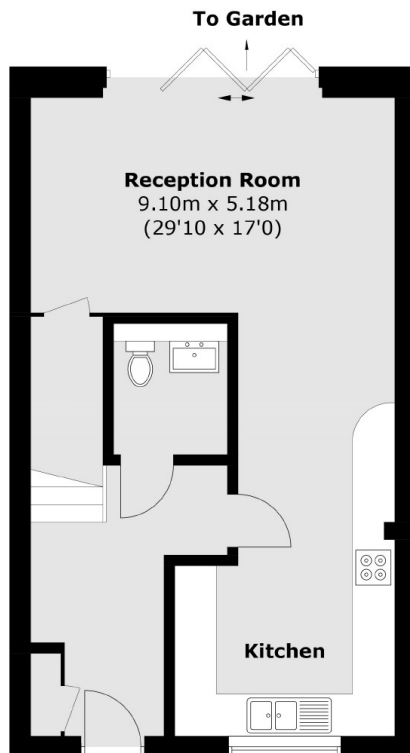 To Garden
Reception Room
9.10m x 5.18m
(29'10 x 17'0)
Kitchen